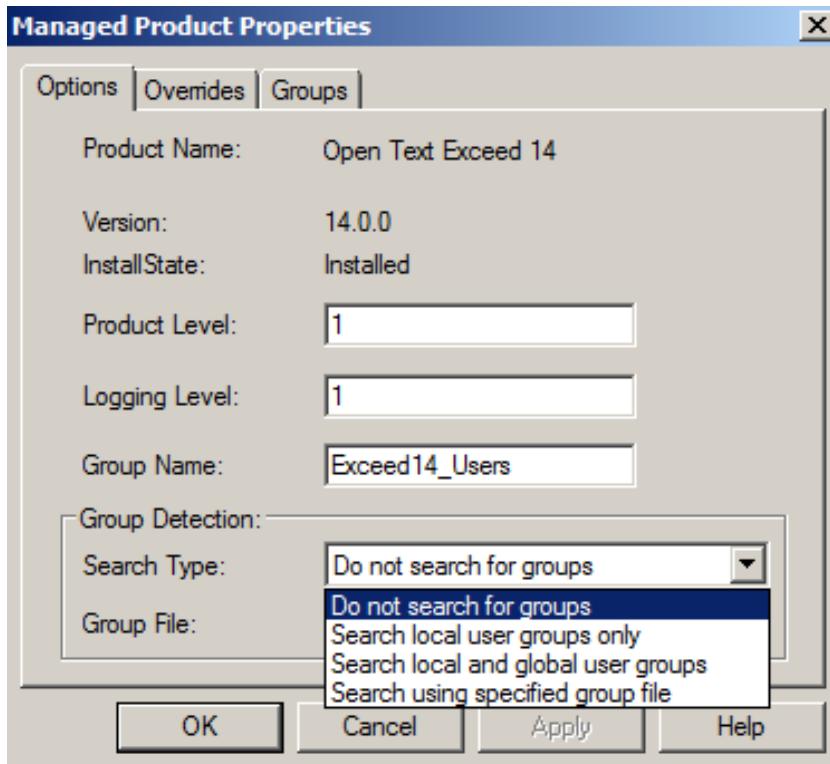 Managed Product Properties
Options Overrides Groups
Product Name: Open Text Exceed 14
Version: 14.0.0
InstallState: Installed
Product Level: 1
Logging Level: 1
Group Name: Exceed14_Users
Group Detection:
Search Type: Do not search for groups
Do not search for groups
Group File:
Search local user groups only
Search local and global user groups
Search using specified group file
OK Cancel Apply Help